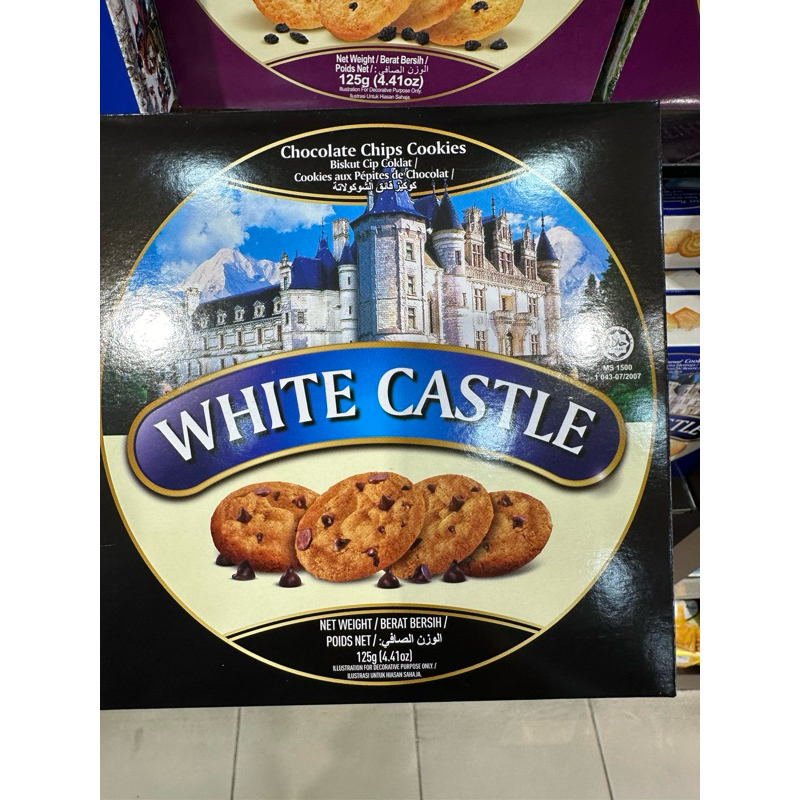 Net Weight / Berat Bersih /
Poids Net / : الوزن الصافي
125g (4.41oz)
Illustration For Decorative Purpose Only.
Ilustrasi Untuk Hiasan Sahaja.
Chocolate Chips Cookies
Biskut Cip Coklat /
Cookies aux Pépites de Chocolat /
كوكيز قائق الشوكولاتة
MS 1500
1 043-07/2007
WHITE CASTLE
NET WEIGHT / BERAT BERSIH /
POIDS NET / :الوزن الصافي
125g (4.41oz)
ILLUSTRATION FOR DECORATIVE PURPOSE ONLY. /
ILUSTRASI UNTUK HIASAN SAHAJA.